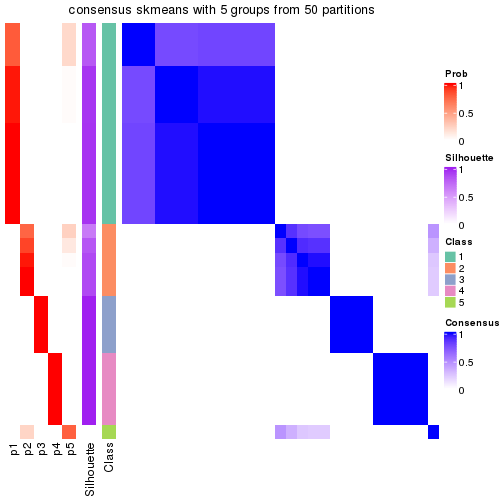 consensus skmeans with 5 groups from 50 partitions
Prob
1
0.5
0
Silhouette
1
0.5
0
Class
1
2
3
4
5
Consensus
1
0.5
0
p1
p2
p3
p4
p5
Silhouette
Class